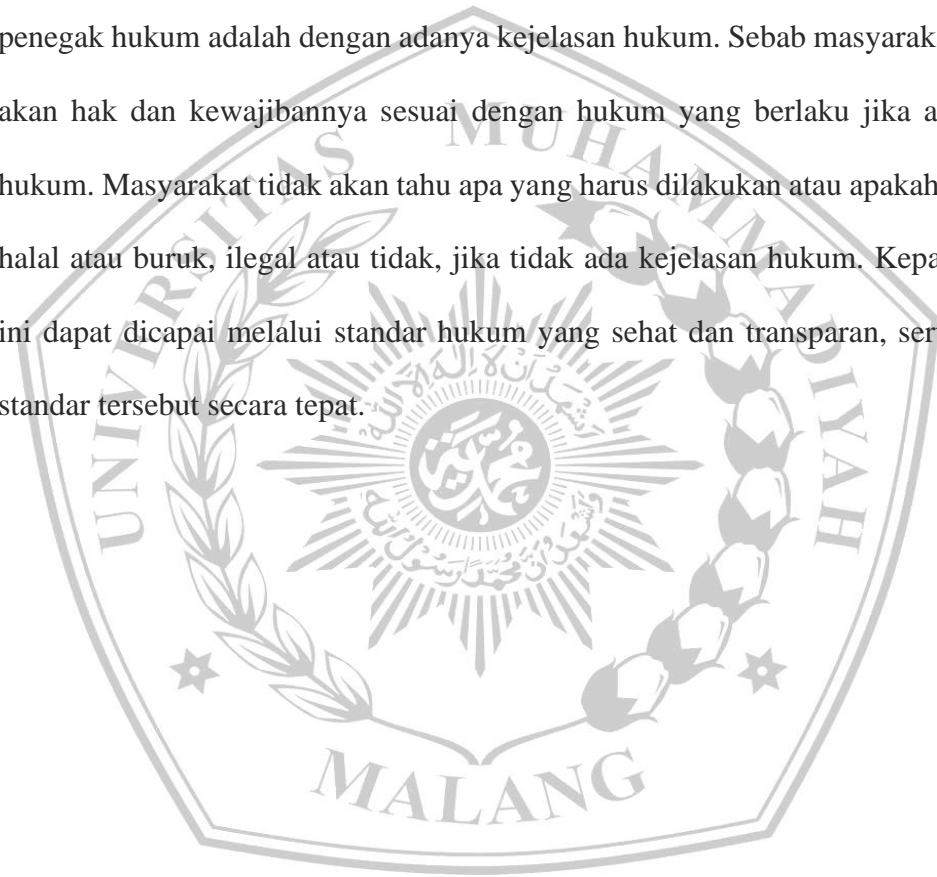 penegak hukum adalah dengan adanya kejelasan hukum. Sebab masyarak
akan hak dan kewajibannya sesuai dengan hukum yang berlaku jika a
hukum. Masyarakat tidak akan tahu apa yang harus dilakukan atau apakah
halal atau buruk, ilegal atau tidak, jika tidak ada kejelasan hukum. Kepa
ini dapat dicapai melalui standar hukum yang sehat dan transparan, ser
standar tersebut secara tepat.
UNIVERSITAS MUHAMMADIYAH
MALANG